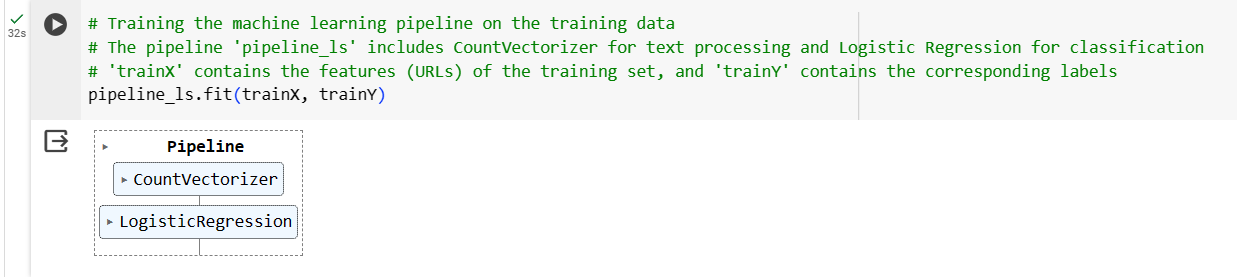 # Training the machine learning pipeline on the training data
32s
# The pipeline 'pipeline_ls' includes CountVectorizer for text processing and Logistic Regression for classification
# 'trainX' contains the features (URLs) of the training set, and 'trainY' contains the corresponding labels
pipeline_ls.fit(trainX, trainY)
Pipeline
CountVectorizer
LogisticRegression